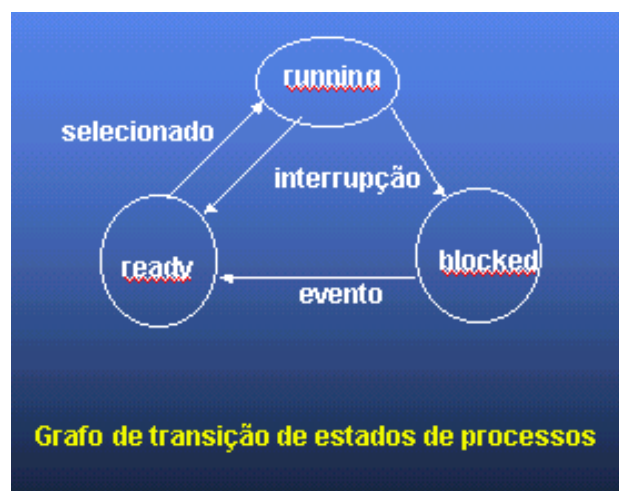 running
selecionado
interrupção
ready
blocked
evento
Grafo de transição de estados de processos